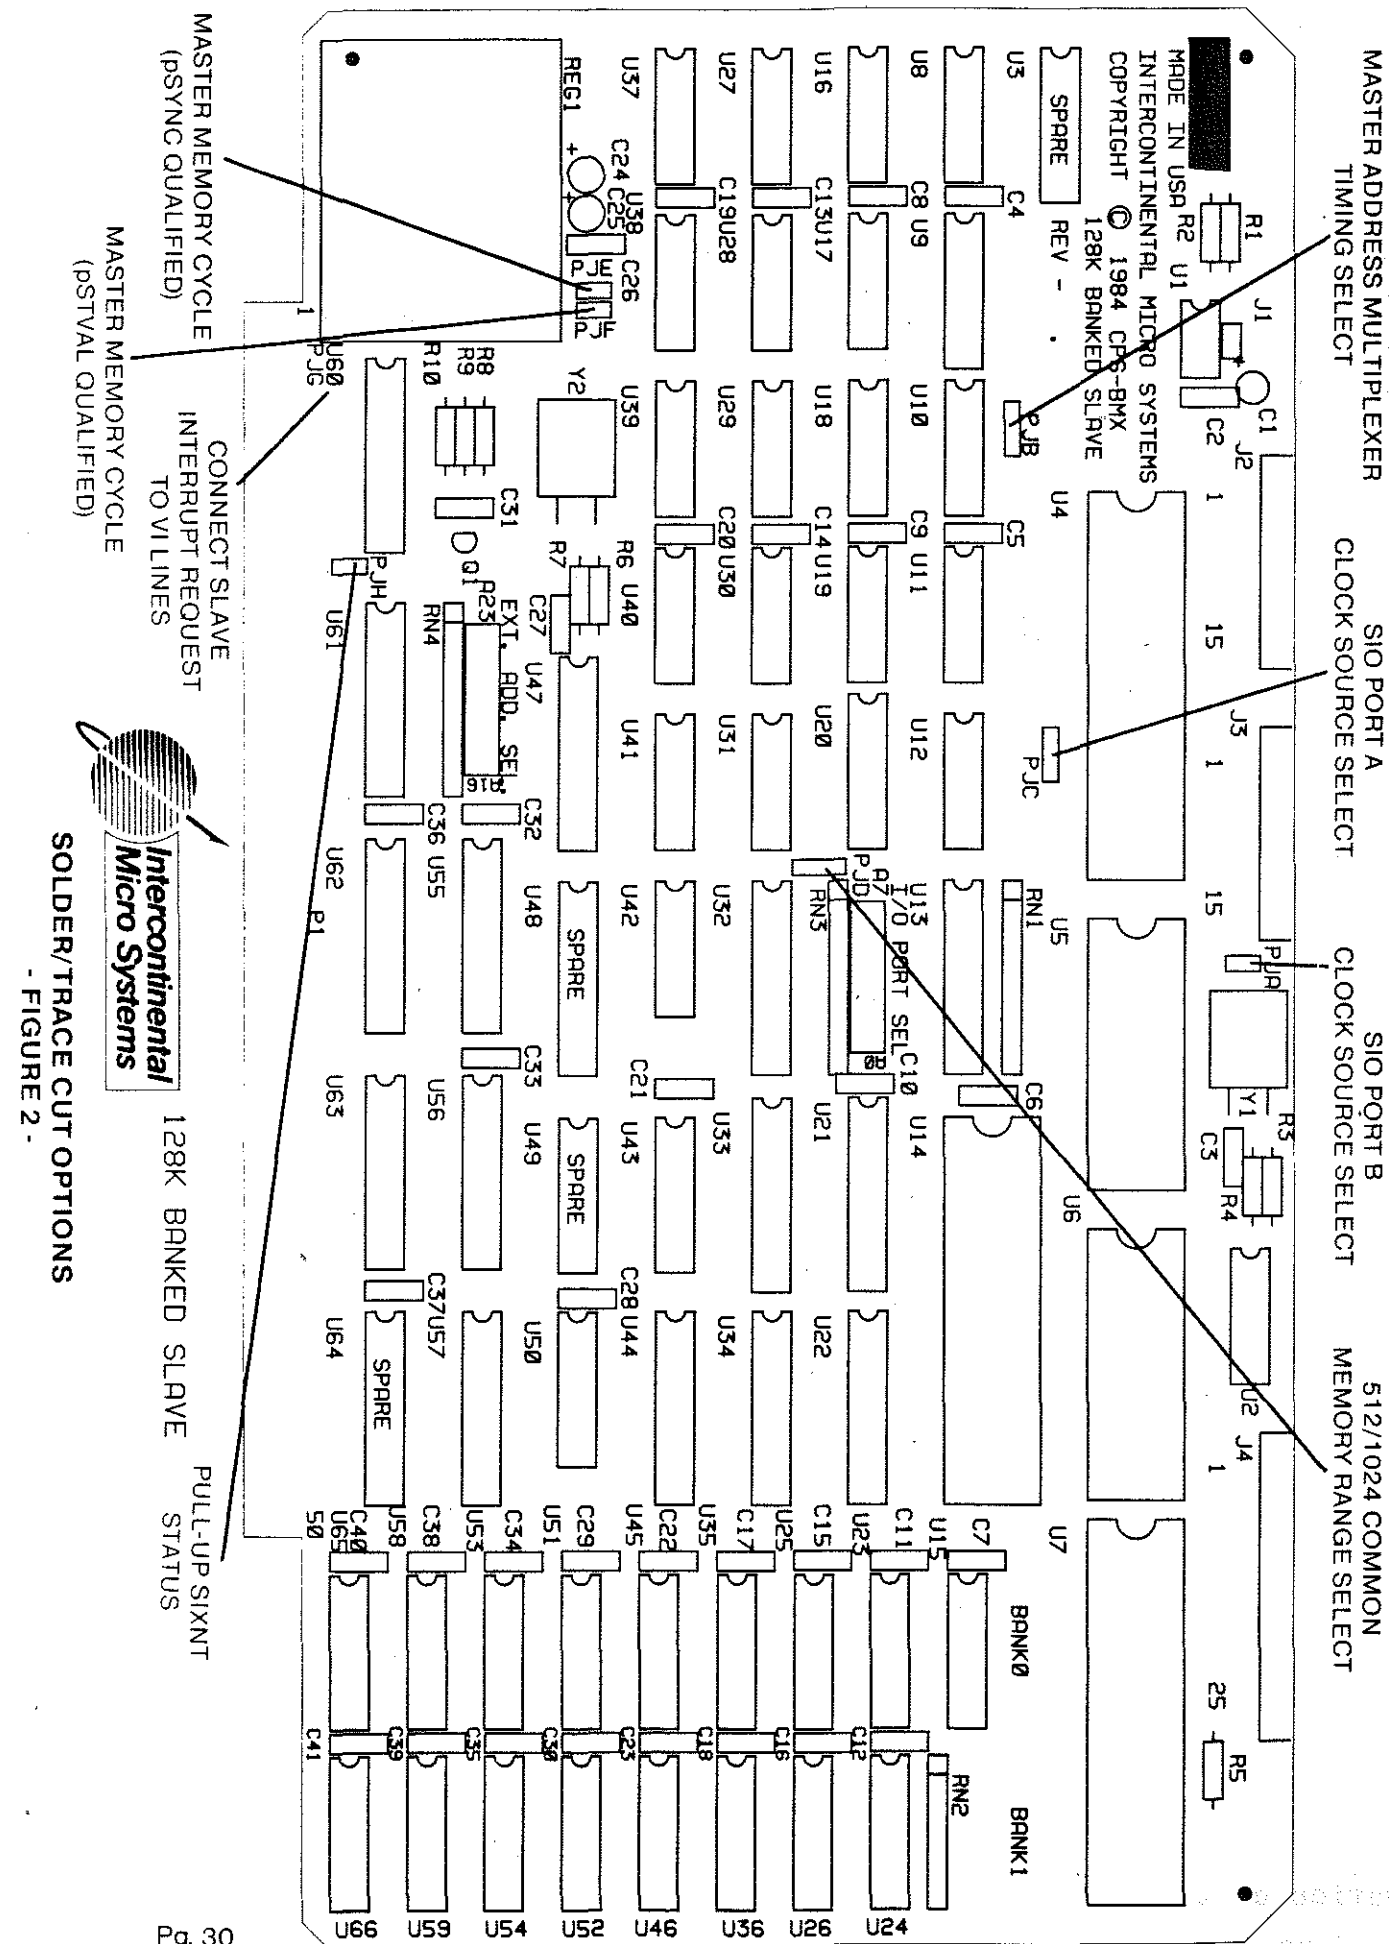 MASTER ADDRESS MULTIPLEXER
TIMING SELECT
SIO PORT A
CLOCK SOURCE SELECT
SIO PORT B
CLOCK SOURCE SELECT
512/1024 COMMON
MEMORY RANGE SELECT
MADE IN USA
INTERCONTINENTAL MICRO SYSTEMS
COPYRIGHT © 1984 CPS-BMX
128K BANKED SLAVE
REV -
R1
R2
U1
J1
C1
C2
J2
1
15
J3
1
15
PJA
Y1
R3
C3
R4
U2
J4
1
25
R5
U3
SPARE
PJB
U4
PJC
U5
RN1
U6
U7
U8
C4
U9
U10
C5
U11
U12
U13
C6
U14
U15
C7
BANK0
BANK1
RN2
U16
C8
U17
U18
C9
U19
U20
PJD
A7
I/O PORT SEL
A0
RN3
C10
U21
U22
U23
C11
C12
U24
U27
C13
U28
U29
C14
U30
U31
U32
U33
U34
U25
C15
C16
U26
U37
C19
U38
U39
C20
U40
U41
U42
C21
U43
U44
U35
C17
C18
U36
REG1
C24
C25
C26
PJE
PJF
Y2
R6
R7
C27
U47
U48
SPARE
U49
SPARE
C28
U50
U45
C22
C23
U46
R8
R9
R10
C31
Q1
A23
EXT. ADD. SE.
A16
RN4
C32
U55
C33
U56
U57
U51
C29
C30
U52
U53
C34
C35
U54
1
U60
PJG
PJH
U61
C36
U62
P1
U63
C37
U64
SPARE
U58
C38
C39
U59
50
U65
C40
C41
U66
MASTER MEMORY CYCLE
(pSYNC QUALIFIED)
MASTER MEMORY CYCLE
(pSTVAL QUALIFIED)
CONNECT SLAVE
INTERRUPT REQUEST
TO VI LINES
PULL-UP SIXNT
STATUS
Intercontinental
Micro Systems
128K BANKED SLAVE
SOLDER/TRACE CUT OPTIONS
- FIGURE 2 -
Pg. 30